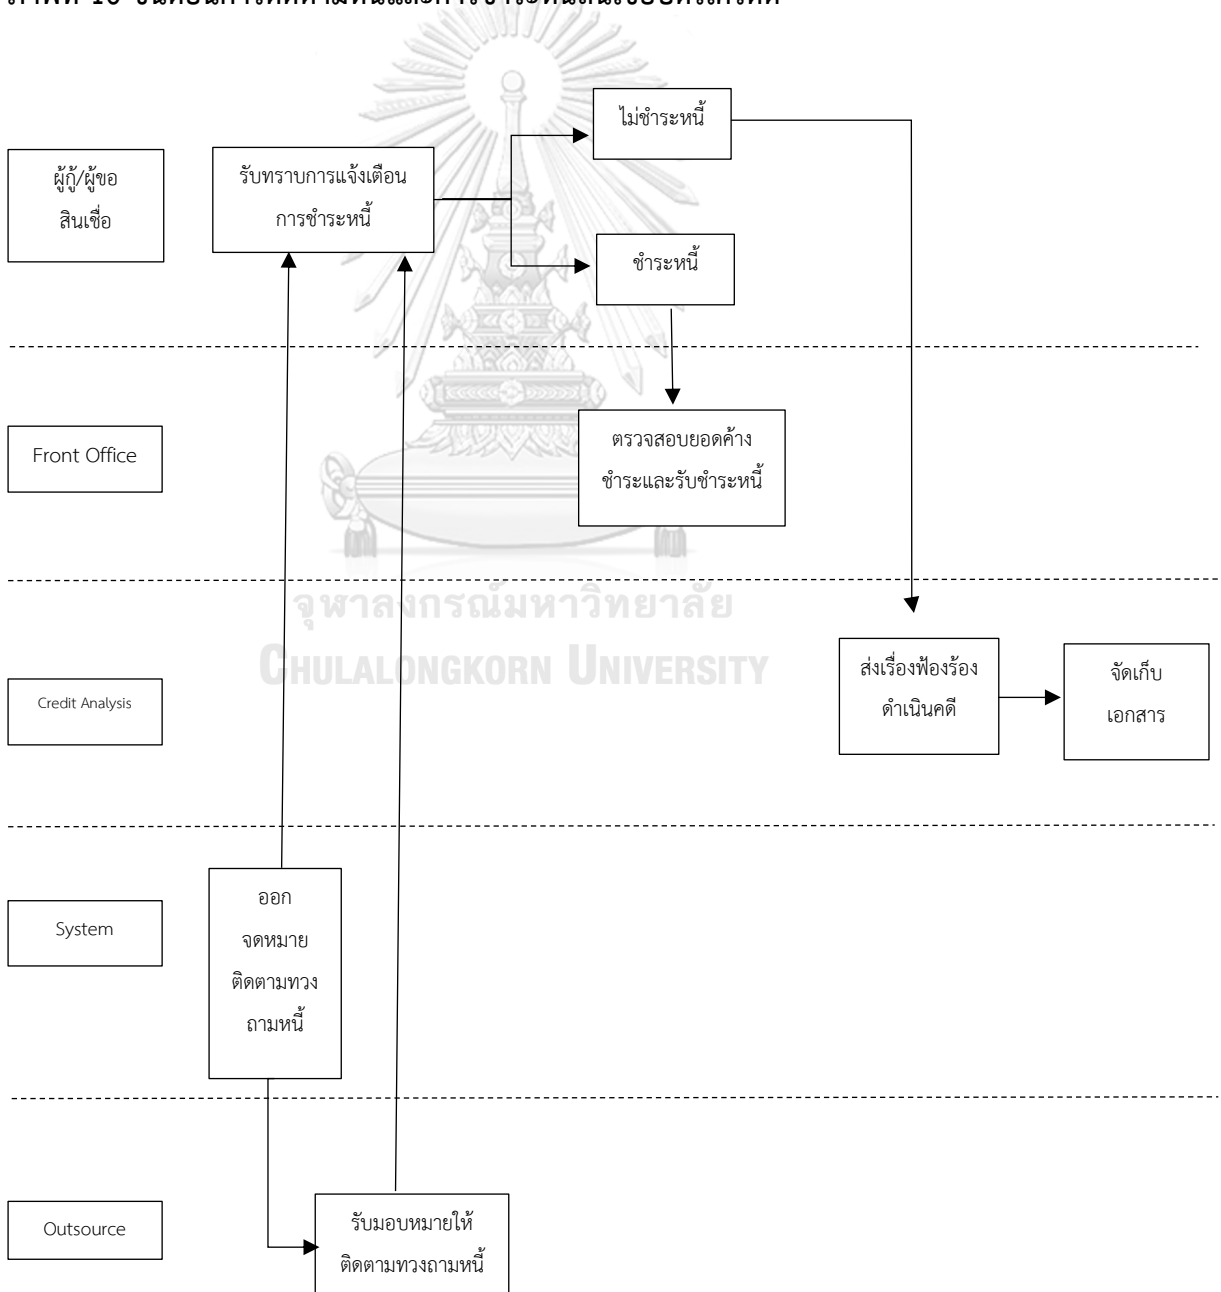 ไม่ชำระหนี้
ผู้กู้/ผู้ขอ
สินเชื่อ
รับทราบการแจ้งเตือน
การชำระหนี้
ชำระหนี้
Front Office
ตรวจสอบยอดค้าง
ชำระและรับชำระหนี้
จุฬาลงกรณ์มหาวิทยาลัย
CHULALONGKORN UNIVERSITY
Credit Analysis
ส่งเรื่องฟ้องร้อง
ดำเนินคดี
จัดเก็บ
เอกสาร
System
ออก
จดหมาย
ติดตามทวง
ถามหนี้
Outsource
รับมอบหมายให้
ติดตามทวงถามหนี้